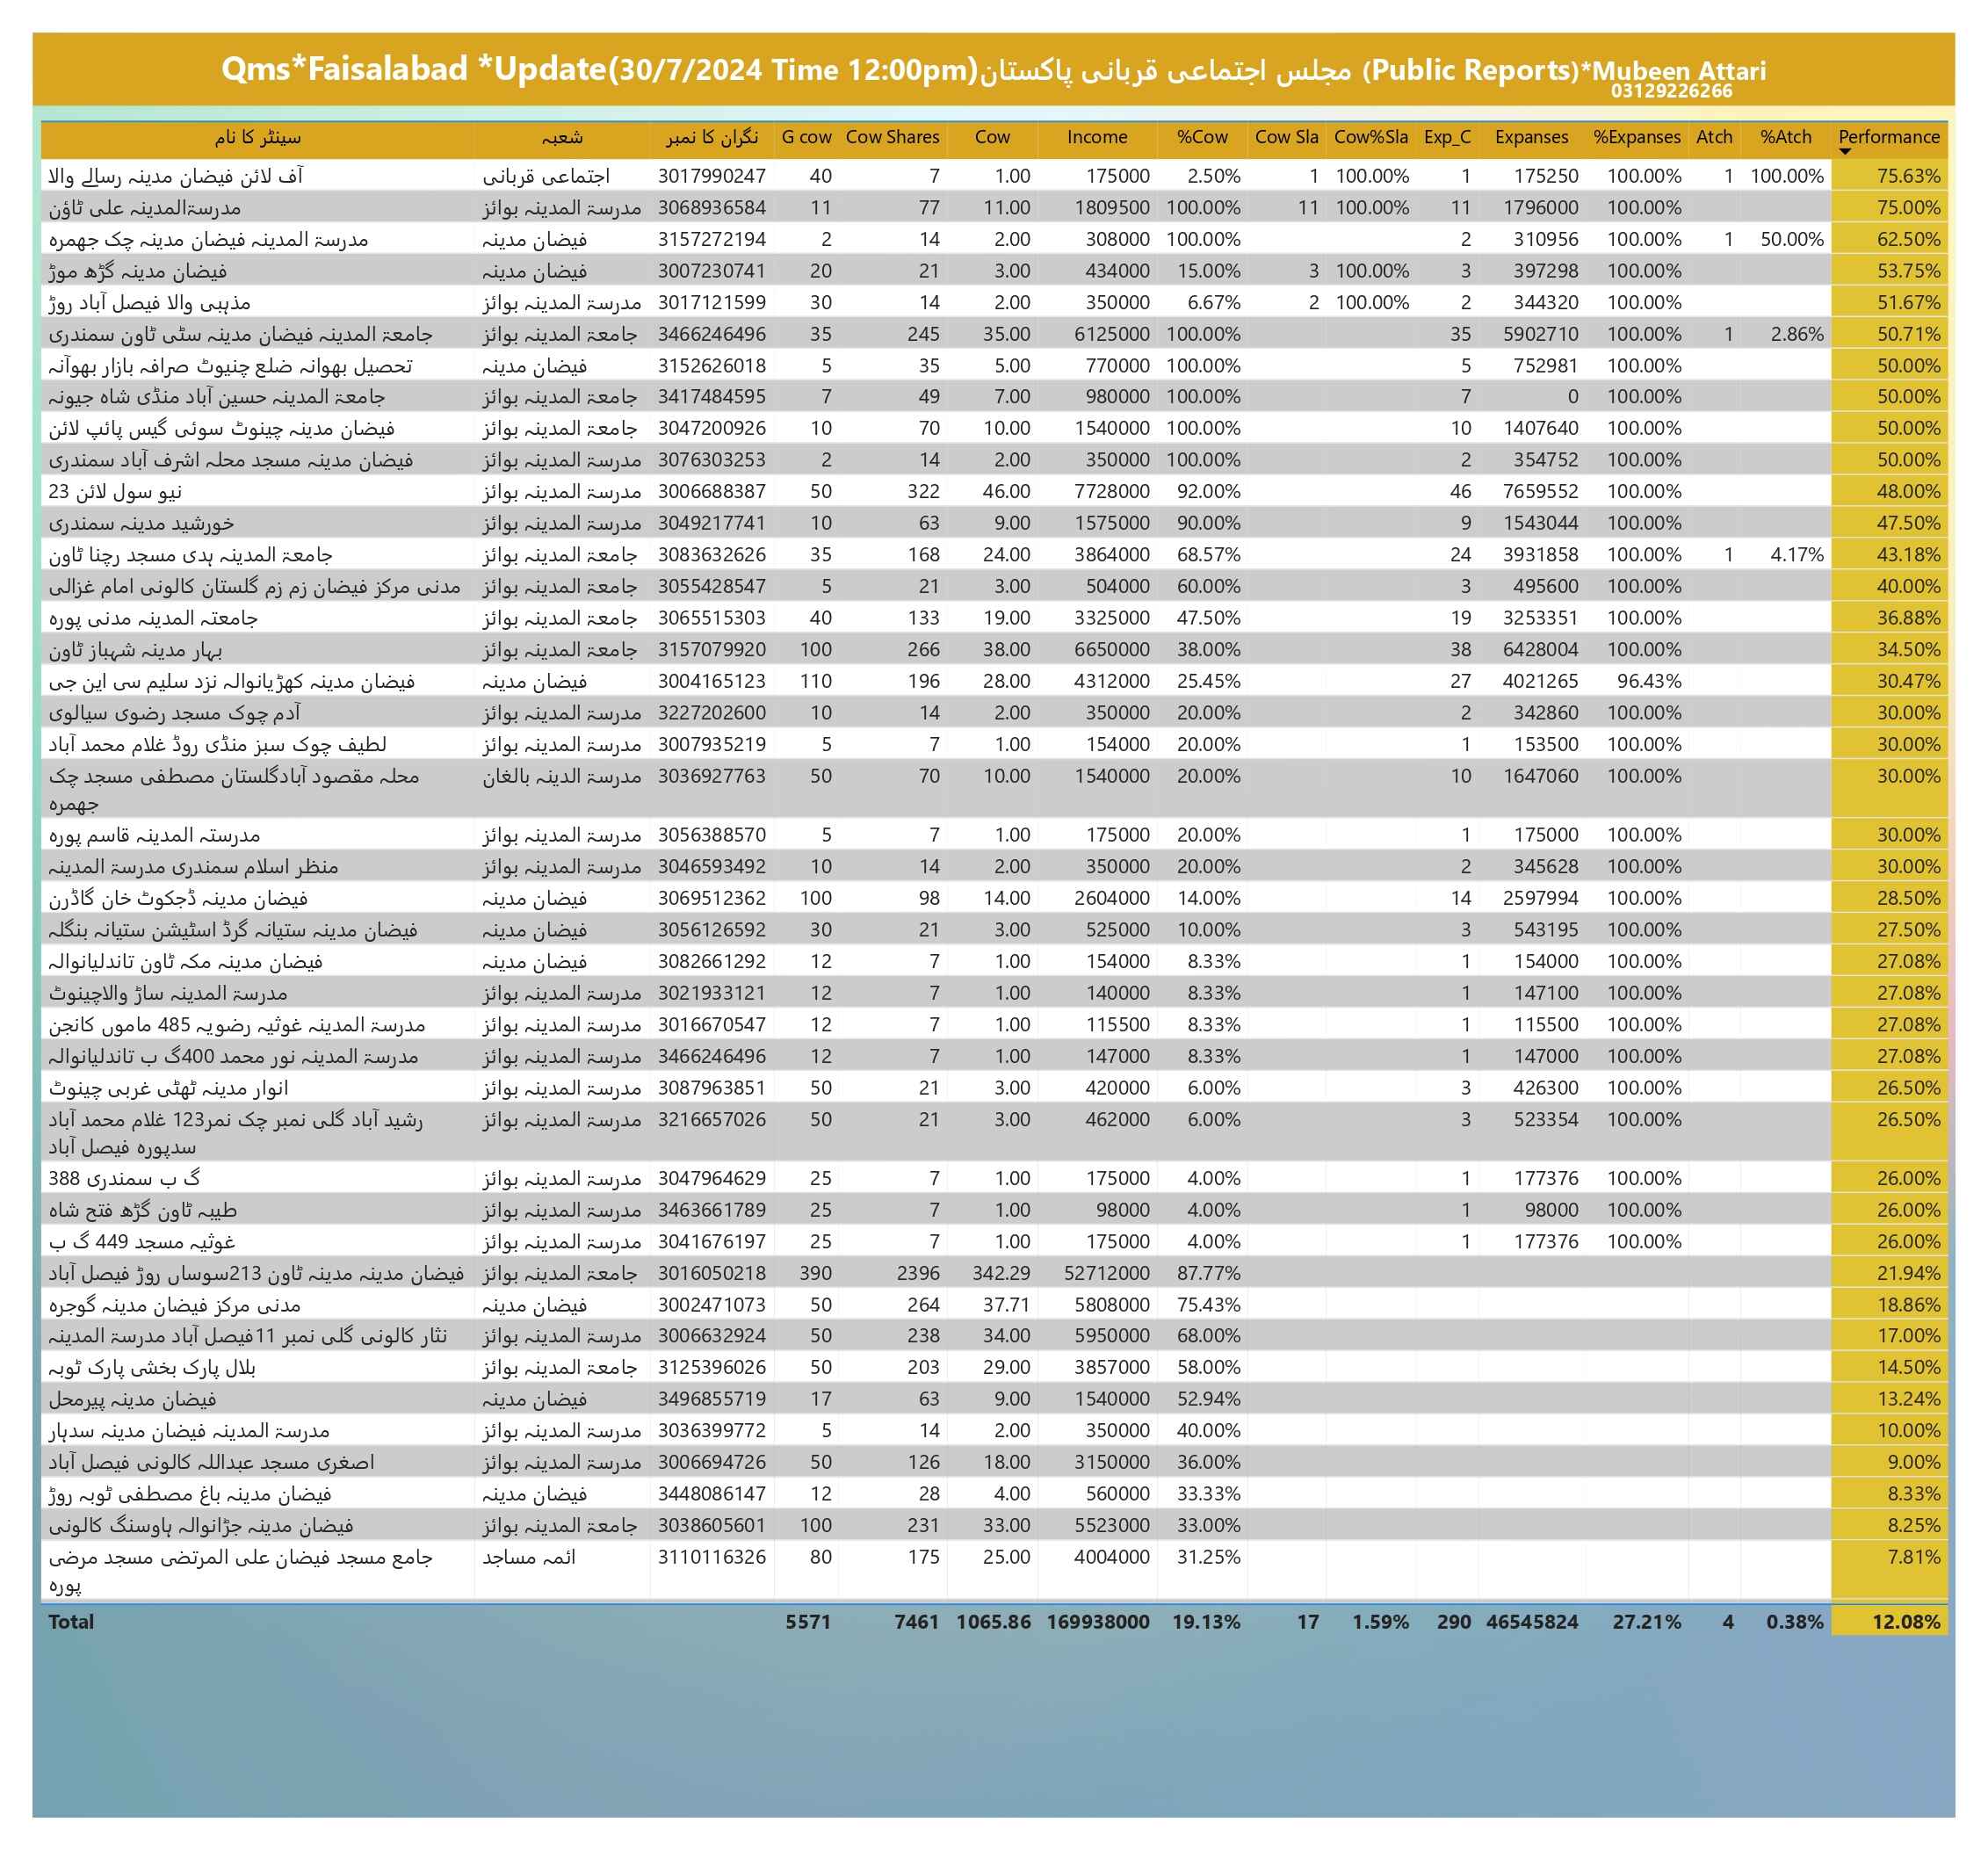 Qms*Faisalabad *Update(30/7/2024 Time 12:00pm)مجلس اجتماعی قربانی پاکستان (Public Reports)*Mubeen Attari
03129226266
سینٹر کا نام شعبہ نگران کا نمبر G cow Cow Shares Cow Income %Cow Cow Sla Cow%Sla Exp_C Expanses %Expanses Atch %Atch Performance
آف لائن فیضان مدینہ رسالے والا اجتماعی قربانی 3017990247 40 7 1.00 175000 2.50% 1 100.00% 1 175250 100.00% 1 100.00% 75.63%
مدرسۃالمدینہ علی ٹاؤن مدرسۃ المدینہ بوائز 3068936584 11 77 11.00 1809500 100.00% 11 100.00% 11 1796000 100.00% 75.00%
مدرسۃ المدینہ فیضان مدینہ چک جھمرہ فیضان مدینہ 3157272194 2 14 2.00 308000 100.00% 2 310956 100.00% 1 50.00% 62.50%
فیضان مدینہ گڑھ موڑ فیضان مدینہ 3007230741 20 21 3.00 434000 15.00% 3 100.00% 3 397298 100.00% 53.75%
مذہبی والا فیصل آباد روڑ مدرسۃ المدینہ بوائز 3017121599 30 14 2.00 350000 6.67% 2 100.00% 2 344320 100.00% 51.67%
جامعۃ المدینہ فیضان مدینہ سٹی ٹاون سمندری جامعۃ المدینہ بوائز 3466246496 35 245 35.00 6125000 100.00% 35 5902710 100.00% 1 2.86% 50.71%
تحصیل بھوانہ ضلع چنیوٹ صرافہ بازار بھوآنہ فیضان مدینہ 3152626018 5 35 5.00 770000 100.00% 5 752981 100.00% 50.00%
جامعۃ المدینہ حسین آباد منڈی شاہ جیونہ جامعۃ المدینہ بوائز 3417484595 7 49 7.00 980000 100.00% 7 0 100.00% 50.00%
فیضان مدینہ چینوٹ سوئی گیس پائپ لائن جامعۃ المدینہ بوائز 3047200926 10 70 10.00 1540000 100.00% 10 1407640 100.00% 50.00%
فیضان مدینہ مسجد محلہ اشرف آباد سمندری مدرسۃ المدینہ بوائز 3076303253 2 14 2.00 350000 100.00% 2 354752 100.00% 50.00%
نیو سول لائن 23 مدرسۃ المدینہ بوائز 3006688387 50 322 46.00 7728000 92.00% 46 7659552 100.00% 48.00%
خورشید مدینہ سمندری مدرسۃ المدینہ بوائز 3049217741 10 63 9.00 1575000 90.00% 9 1543044 100.00% 47.50%
جامعۃ المدینہ ہدی مسجد رچنا ٹاون جامعۃ المدینہ بوائز 3083632626 35 168 24.00 3864000 68.57% 24 3931858 100.00% 1 4.17% 43.18%
مدنی مرکز فیضان زم زم گلستان کالونی امام غزالی جامعۃ المدینہ بوائز 3055428547 5 21 3.00 504000 60.00% 3 495600 100.00% 40.00%
جامعتہ المدینہ مدنی پورہ جامعۃ المدینہ بوائز 3065515303 40 133 19.00 3325000 47.50% 19 3253351 100.00% 36.88%
بہار مدینہ شہباز ٹاون جامعۃ المدینہ بوائز 3157079920 100 266 38.00 6650000 38.00% 38 6428004 100.00% 34.50%
فیضان مدینہ کھڑیانوالہ نزد سلیم سی این جی فیضان مدینہ 3004165123 110 196 28.00 4312000 25.45% 27 4021265 96.43% 30.47%
آدم چوک مسجد رضوی سیالوی مدرسۃ المدینہ بوائز 3227202600 10 14 2.00 350000 20.00% 2 342860 100.00% 30.00%
لطیف چوک سبز منڈی روڈ غلام محمد آباد مدرسۃ المدینہ بوائز 3007935219 5 7 1.00 154000 20.00% 1 153500 100.00% 30.00%
محلہ مقصود آبادگلستان مصطفی مسجد چک مدرسۃ الدینہ بالغان 3036927763 50 70 10.00 1540000 20.00% 10 1647060 100.00% 30.00%
جھمرہ
مدرستہ المدینہ قاسم پورہ مدرسۃ المدینہ بوائز 3056388570 5 7 1.00 175000 20.00% 1 175000 100.00% 30.00%
منظر اسلام سمندری مدرسۃ المدینہ مدرسۃ المدینہ بوائز 3046593492 10 14 2.00 350000 20.00% 2 345628 100.00% 30.00%
فیضان مدینہ ڈجکوٹ خان گاڈرن فیضان مدینہ 3069512362 100 98 14.00 2604000 14.00% 14 2597994 100.00% 28.50%
فیضان مدینہ ستیانہ گرڈ اسٹیشن ستیانہ بنگلہ فیضان مدینہ 3056126592 30 21 3.00 525000 10.00% 3 543195 100.00% 27.50%
فیضان مدینہ مکہ ٹاون تاندلیانوالہ فیضان مدینہ 3082661292 12 7 1.00 154000 8.33% 1 154000 100.00% 27.08%
مدرسۃ المدینہ ساڑ والاچینوٹ مدرسۃ المدینہ بوائز 3021933121 12 7 1.00 140000 8.33% 1 147100 100.00% 27.08%
مدرسۃ المدینہ غوثیہ رضویہ 485 ماموں کانجن مدرسۃ المدینہ بوائز 3016670547 12 7 1.00 115500 8.33% 1 115500 100.00% 27.08%
مدرسۃ المدینہ نور محمد 400گ ب تاندلیانوالہ مدرسۃ المدینہ بوائز 3466246496 12 7 1.00 147000 8.33% 1 147000 100.00% 27.08%
انوار مدینہ ٹھٹی غربی چینوٹ مدرسۃ المدینہ بوائز 3087963851 50 21 3.00 420000 6.00% 3 426300 100.00% 26.50%
رشید آباد گلی نمبر چک نمر123 غلام محمد آباد مدرسۃ المدینہ بوائز 3216657026 50 21 3.00 462000 6.00% 3 523354 100.00% 26.50%
سدپورہ فیصل آباد
گ ب سمندری 388 مدرسۃ المدینہ بوائز 3047964629 25 7 1.00 175000 4.00% 1 177376 100.00% 26.00%
طیبہ ٹاون گڑھ فتح شاہ مدرسۃ المدینہ بوائز 3463661789 25 7 1.00 98000 4.00% 1 98000 100.00% 26.00%
غوثیہ مسجد 449 گ ب مدرسۃ المدینہ بوائز 3041676197 25 7 1.00 175000 4.00% 1 177376 100.00% 26.00%
فیضان مدینہ مدینہ ٹاون 213سوساں روڑ فیصل آباد جامعۃ المدینہ بوائز 3016050218 390 2396 342.29 52712000 87.77% 21.94%
مدنی مرکز فیضان مدینہ گوجرہ فیضان مدینہ 3002471073 50 264 37.71 5808000 75.43% 18.86%
نثار کالونی گلی نمبر 11فیصل آباد مدرسۃ المدینہ مدرسۃ المدینہ بوائز 3006632924 50 238 34.00 5950000 68.00% 17.00%
بلال پارک بخشی پارک ٹوبہ جامعۃ المدینہ بوائز 3125396026 50 203 29.00 3857000 58.00% 14.50%
فیضان مدینہ پیرمحل فیضان مدینہ 3496855719 17 63 9.00 1540000 52.94% 13.24%
مدرسۃ المدینہ فیضان مدینہ سدہار مدرسۃ المدینہ بوائز 3036399772 5 14 2.00 350000 40.00% 10.00%
اصغری مسجد عبداللہ کالونی فیصل آباد مدرسۃ المدینہ بوائز 3006694726 50 126 18.00 3150000 36.00% 9.00%
فیضان مدینہ باغ مصطفی ٹوبہ روڑ فیضان مدینہ 3448086147 12 28 4.00 560000 33.33% 8.33%
فیضان مدینہ جڑانوالہ ہاوسنگ کالونی جامعۃ المدینہ بوائز 3038605601 100 231 33.00 5523000 33.00% 8.25%
جامع مسجد فیضان علی المرتضی مسجد مرضی ائمہ مساجد 3110116326 80 175 25.00 4004000 31.25% 7.81%
پورہ
Total 5571 7461 1065.86 169938000 19.13% 17 1.59% 290 46545824 27.21% 4 0.38% 12.08%